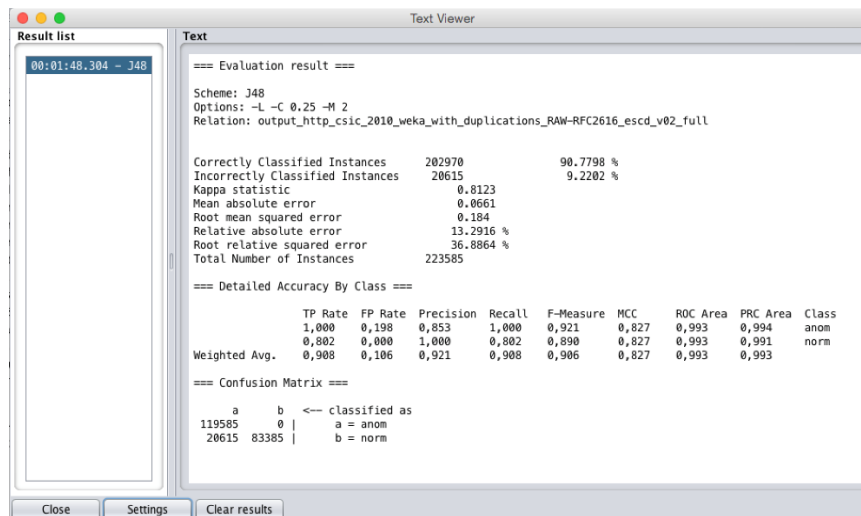 Text Viewer
Result list
00:01:48.304 - J48
Text
=== Evaluation result ===
Scheme: J48
Options: -L -C 0.25 -M 2
Relation: output_http_csic_2010_weka_with_duplications_RAW-RFC2616_escd_v02_full
Correctly Classified Instances 202970 90.7798 %
Incorrectly Classified Instances 20615 9.2202 %
Kappa statistic 0.8123
Mean absolute error 0.0661
Root mean squared error 0.184
Relative absolute error 13.2916 %
Root relative squared error 36.8864 %
Total Number of Instances 223585
=== Detailed Accuracy By Class ===
TP Rate FP Rate Precision Recall F-Measure MCC ROC Area PRC Area Class
1,000 0,198 0,853 1,000 0,921 0,827 0,993 0,994 anom
0,802 0,000 1,000 0,802 0,890 0,827 0,993 0,991 norm
Weighted Avg. 0,908 0,106 0,921 0,908 0,906 0,827 0,993 0,993
=== Confusion Matrix ===
a b <-- classified as
119585 0 | a = anom
20615 83385 | b = norm
Close Settings Clear results